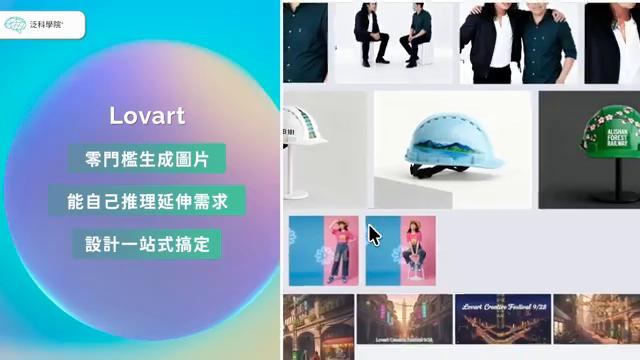 泛科學院
Lovart
零門檻生成圖片
能自己推理延伸需求
設計一站式搞定
101
ALISHAN
FOREST
RAILWAY
Lovart Creative Festival 9/28
Lovart Creative Festival 9/28